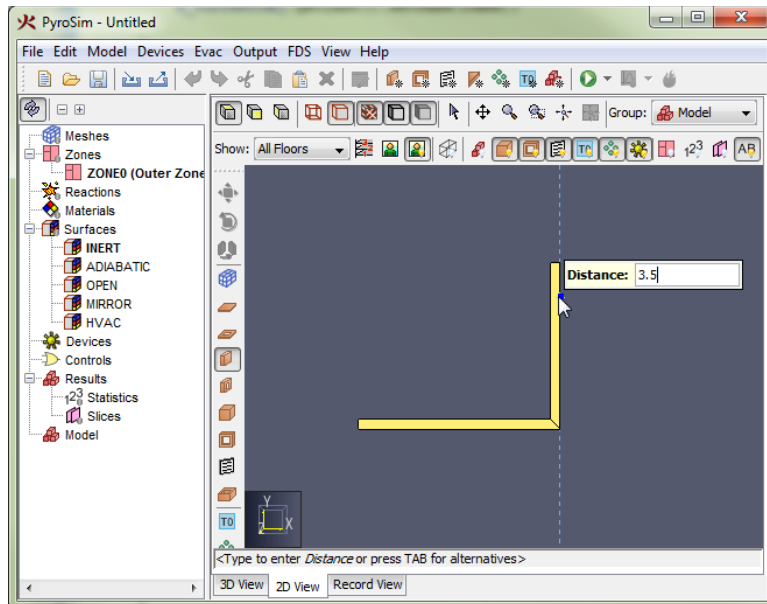 PyroSim - Untitled
File Edit Model Devices Evac Output FDS View Help
Group: Model
Show: All Floors
Meshes
Zones
ZONE0 (Outer Zone
Reactions
Materials
Surfaces
INERT
ADIABATIC
OPEN
MIRROR
HVAC
Devices
Controls
Results
Statistics
Slices
Model
Distance: 3.5
Y
X
<Type to enter Distance or press TAB for alternatives>
3D View 2D View Record View